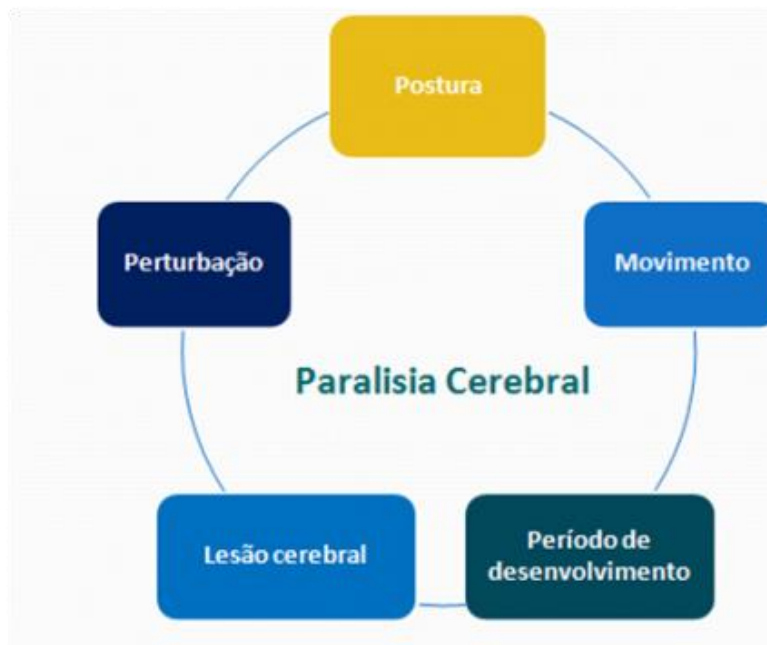 Postura
Perturbação
Movimento
Paralisia Cerebral
Lesão cerebral
Período de
desenvolvimento